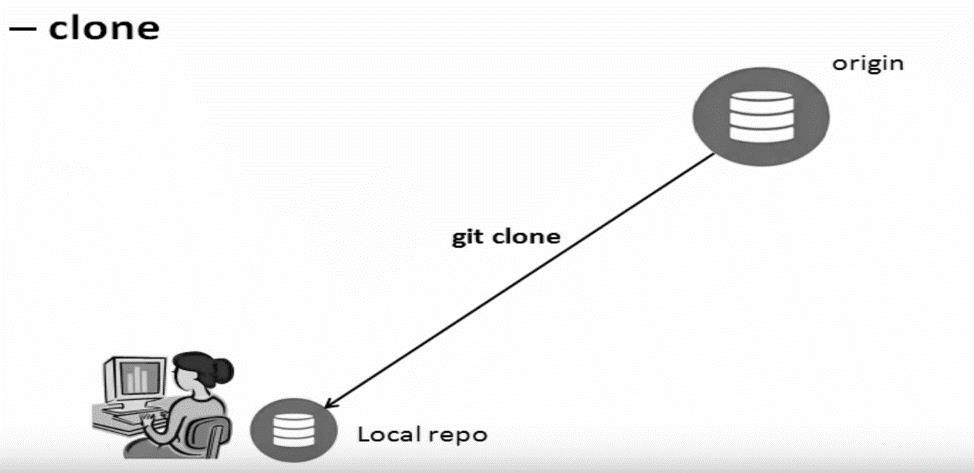 – clone
origin
git clone
Local repo